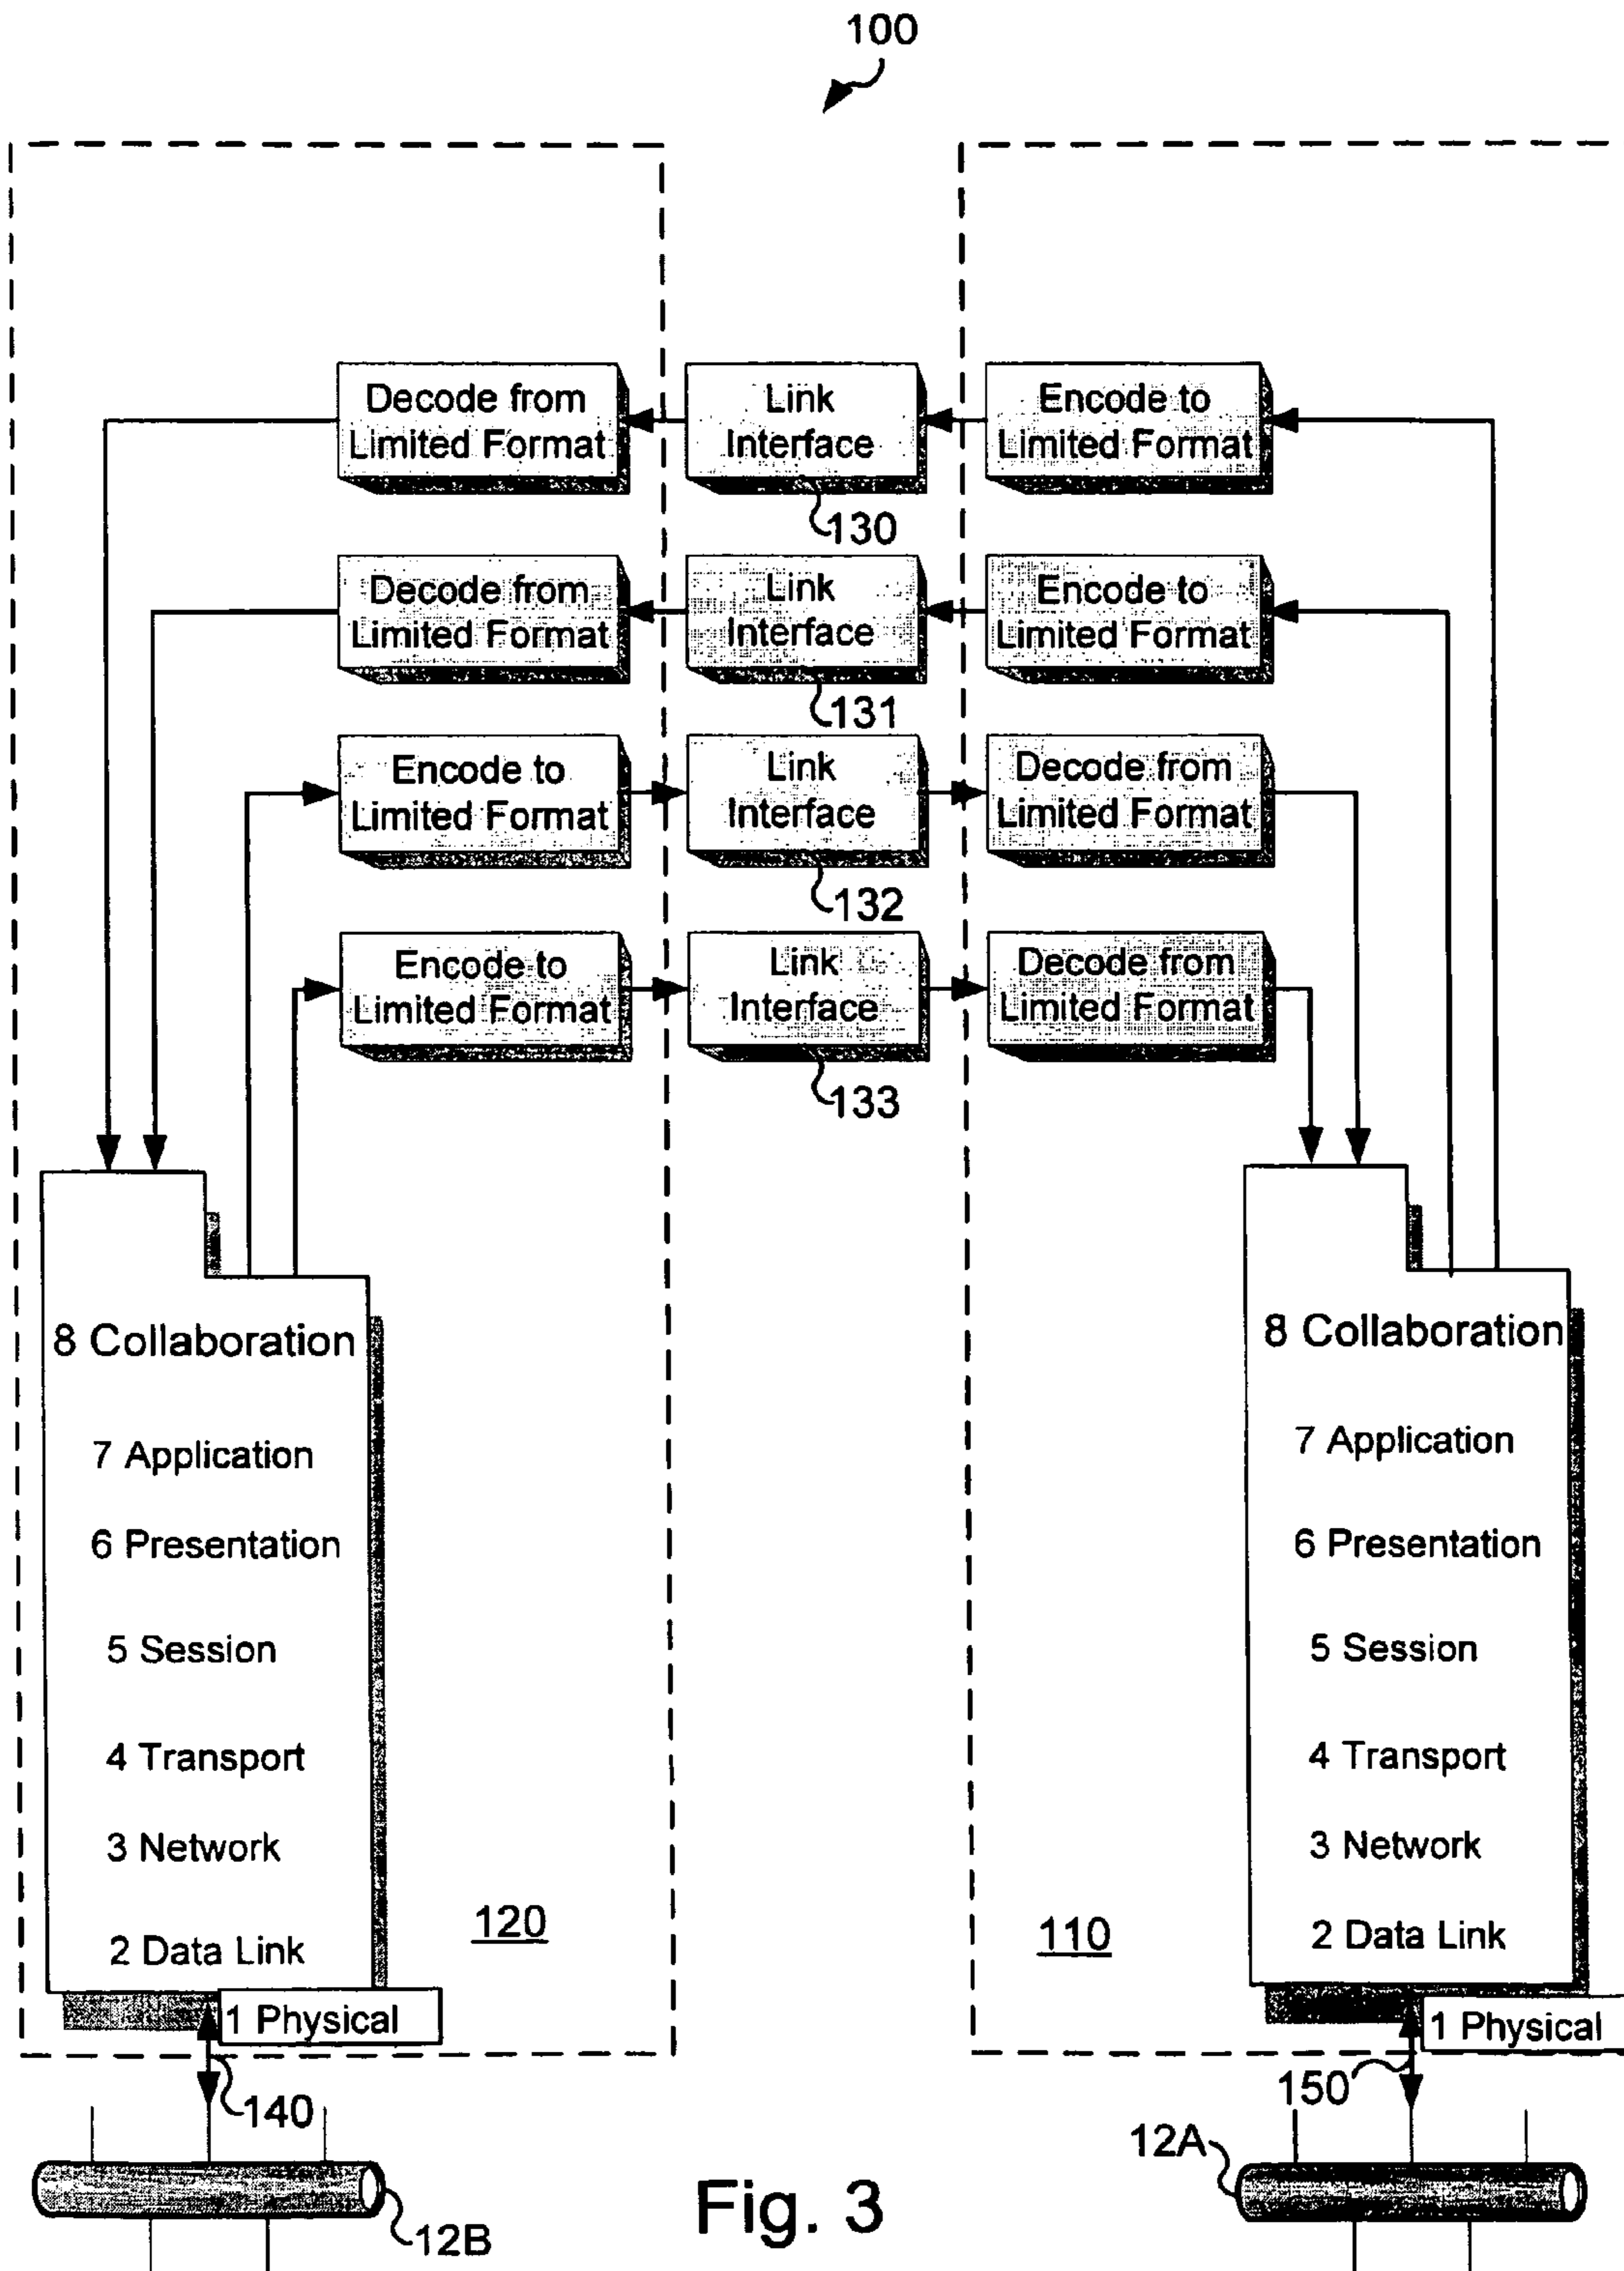 100
Decode from
Limited Format
Link
Interface
Encode to
Limited Format
130
Decode from
Limited Format
Link
Interface
Encode to
Limited Format
131
Encode to
Limited Format
Link
Interface
Decode from
Limited Format
132
Encode to
Limited Format
Link
Interface
Decode from
Limited Format
133
8 Collaboration
7 Application
6 Presentation
5 Session
4 Transport
3 Network
2 Data Link
1 Physical
120
140
12B
8 Collaboration
7 Application
6 Presentation
5 Session
4 Transport
3 Network
2 Data Link
1 Physical
110
150
12A
Fig. 3